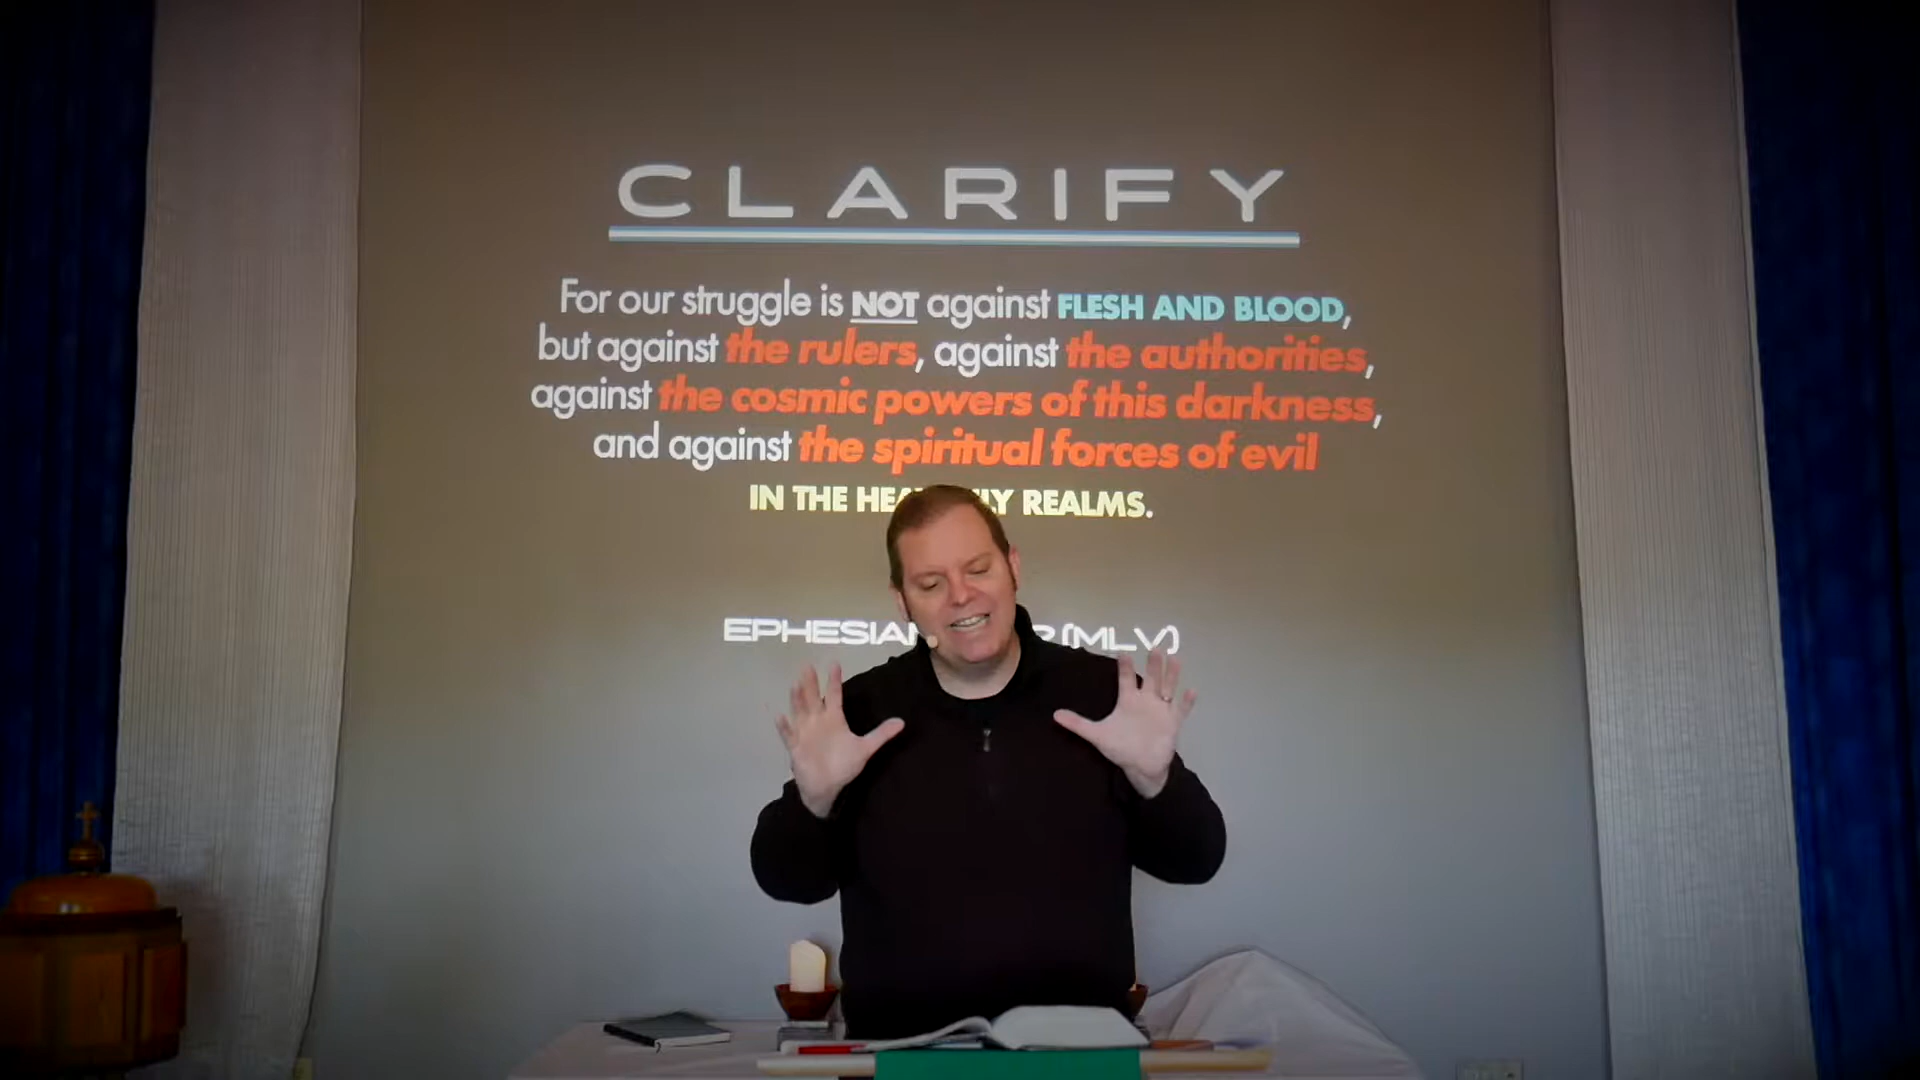 CLARIFY
For our struggle is NOT against FLESH AND BLOOD,
but against the rulers, against the authorities,
against the cosmic powers of this darkness,
and against the spiritual forces of evil
IN THE REALMS.
(MLV)